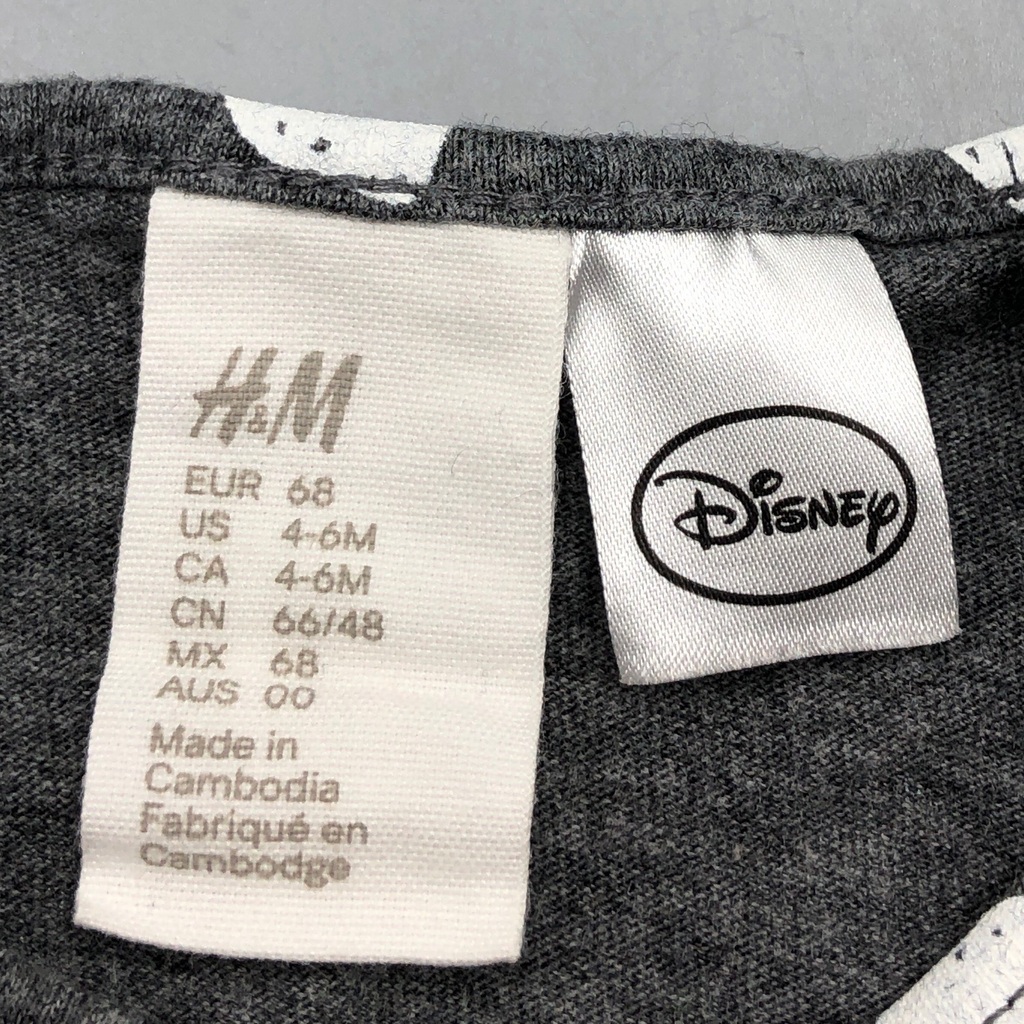 H&M
EUR 68
US 4-6M
CA 4-6M
CN 66/48
MX 68
AUS 00
Made in
Cambodia
Fabriqué en
Cambodge
Disney